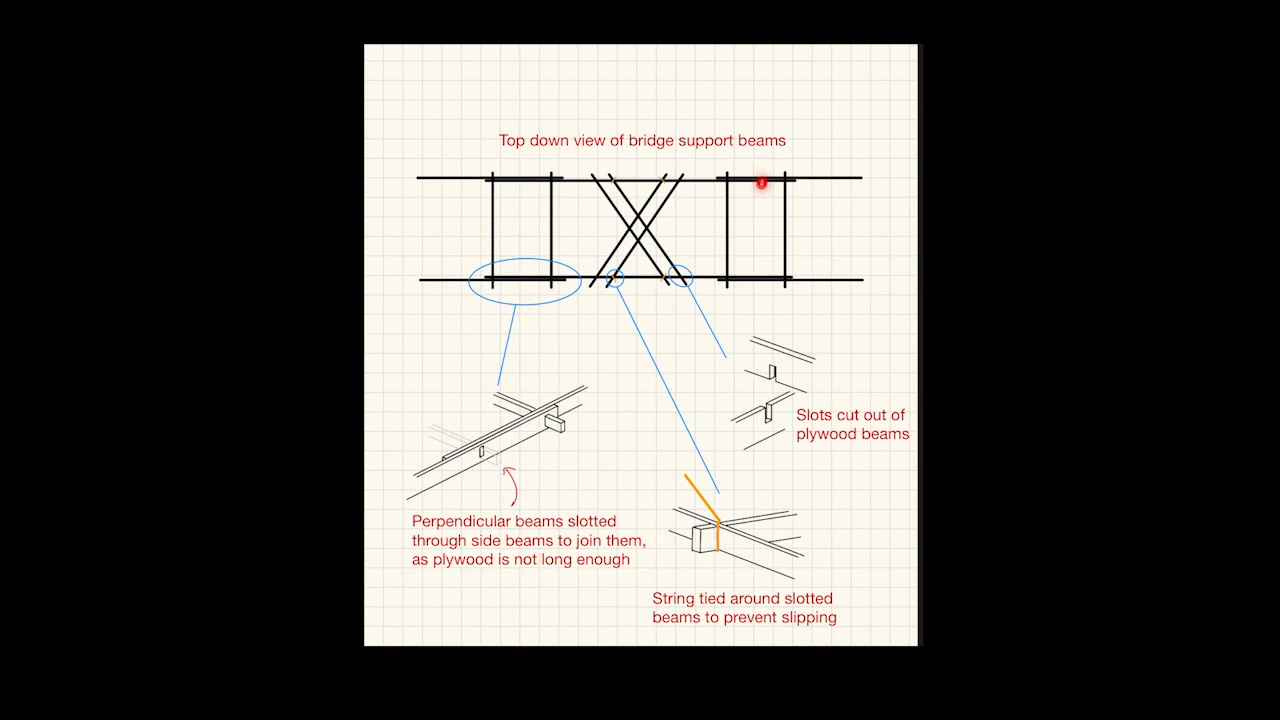 Top down view of bridge support beams
Slots cut out of
plywood beams
Perpendicular beams slotted
through side beams to join them,
as plywood is not long enough
String tied around slotted
beams to prevent slipping